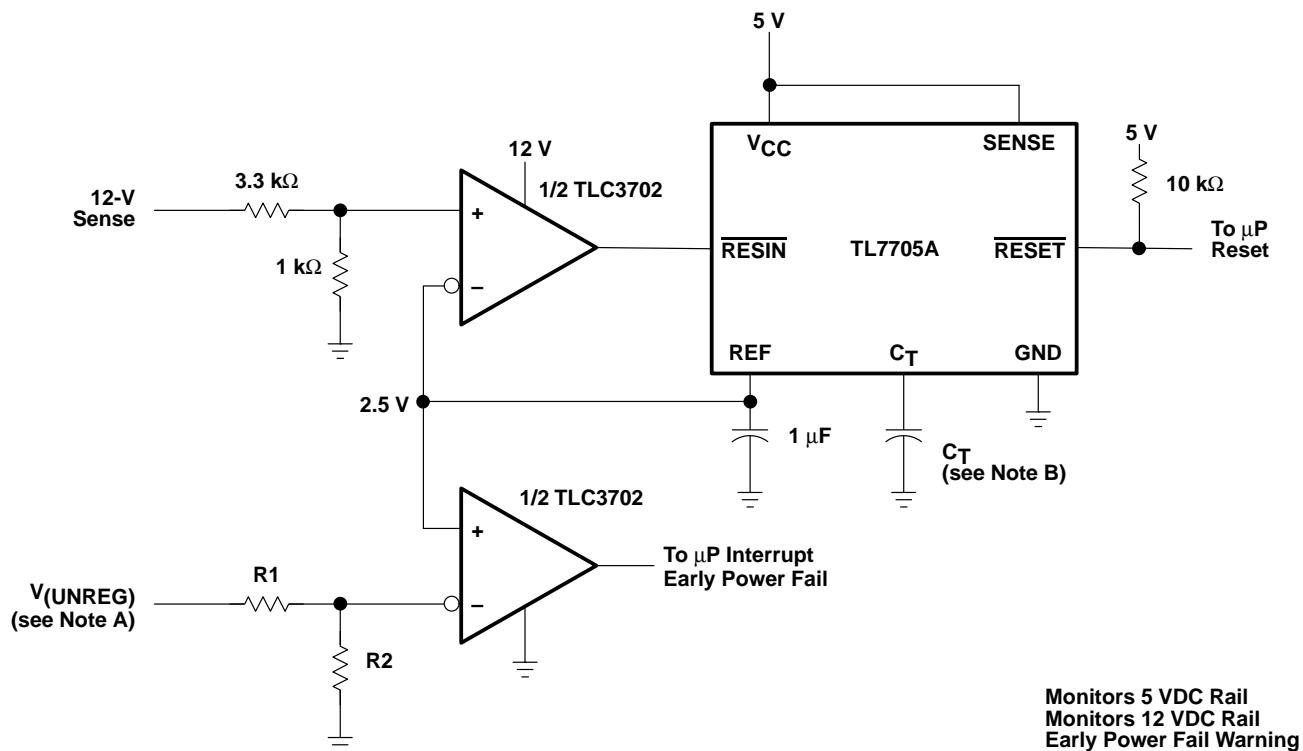 5 V
VCC
SENSE
5 V
10 kΩ
12 V
1/2 TLC3702
3.3 kΩ
12-V
Sense
+
1 kΩ
–
RESIN
TL7705A
RESET
To μP
Reset
REF
CT
GND
2.5 V
1 μF
CT
(see Note B)
1/2 TLC3702
+
To μP Interrupt
Early Power Fail
V(UNREG)
(see Note A)
R1
–
R2
Monitors 5 VDC Rail
Monitors 12 VDC Rail
Early Power Fail Warning